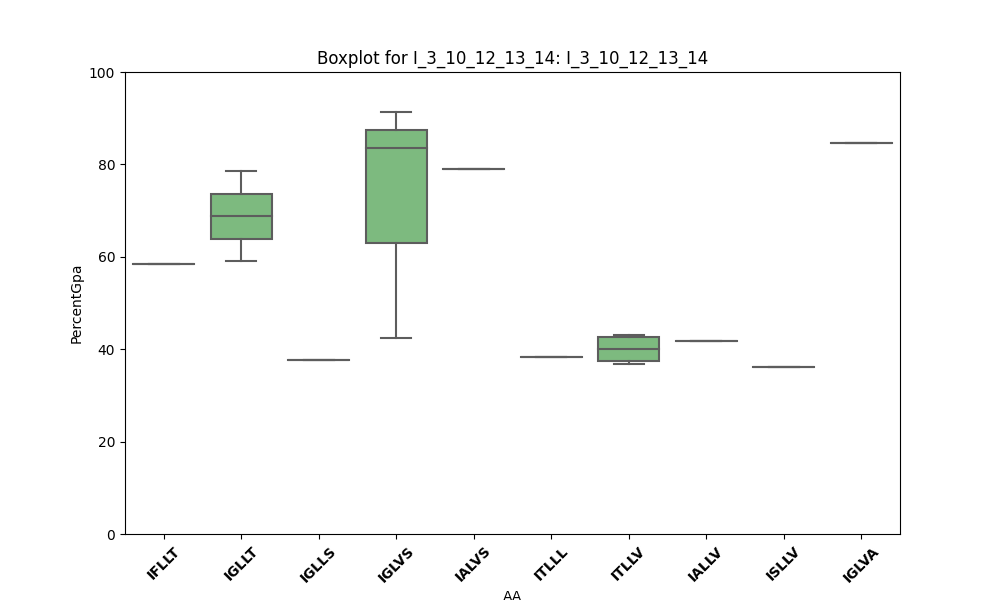 Boxplot for I_3_10_12_13_14: I_3_10_12_13_14
100
80
60
40
20
0
PercentGpa
IFLLT
IGLLT
IGLLS
IGLVS
IALVS
ITLLL
ITLLV
IALLV
ISLLV
IGLVA
AA